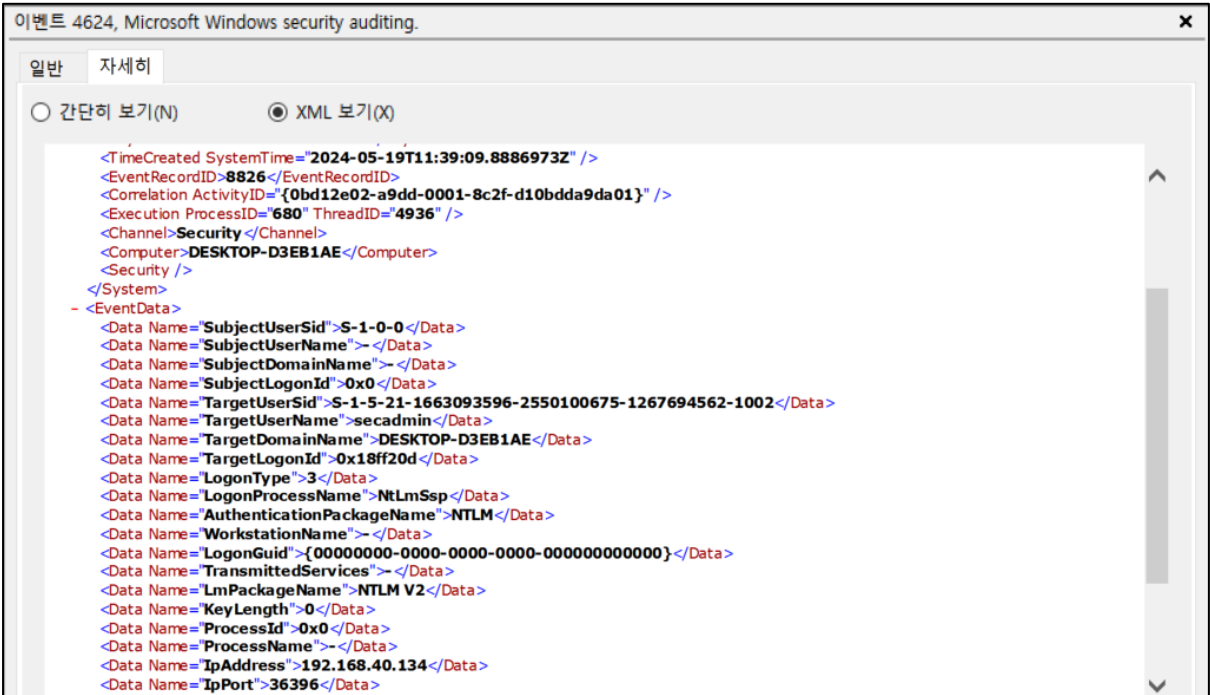 이벤트 4624, Microsoft Windows security auditing.
일반 자세히
간단히 보기(N) XML 보기(X)
<TimeCreated SystemTime="2024-05-19T11:39:09.8886973Z" />
<EventRecordID>8826</EventRecordID>
<Correlation ActivityID="{0bd12e02-a9dd-0001-8c2f-d10bdda9da01}" />
<Execution ProcessID="680" ThreadID="4936" />
<Channel>Security</Channel>
<Computer>DESKTOP-D3EB1AE</Computer>
<Security />
</System>
- <EventData>
<Data Name="SubjectUserSid">S-1-0-0</Data>
<Data Name="SubjectUserName">-</Data>
<Data Name="SubjectDomainName">-</Data>
<Data Name="SubjectLogonId">0x0</Data>
<Data Name="TargetUserSid">S-1-5-21-1663093596-2550100675-1267694562-1002</Data>
<Data Name="TargetUserName">secadmin</Data>
<Data Name="TargetDomainName">DESKTOP-D3EB1AE</Data>
<Data Name="TargetLogonId">0x18ff20d</Data>
<Data Name="LogonType">3</Data>
<Data Name="LogonProcessName">NtLmSsp</Data>
<Data Name="AuthenticationPackageName">NTLM</Data>
<Data Name="WorkstationName">-</Data>
<Data Name="LogonGuid">{00000000-0000-0000-0000-000000000000}</Data>
<Data Name="TransmittedServices">-</Data>
<Data Name="LmPackageName">NTLM V2</Data>
<Data Name="KeyLength">0</Data>
<Data Name="ProcessId">0x0</Data>
<Data Name="ProcessName">-</Data>
<Data Name="IpAddress">192.168.40.134</Data>
<Data Name="IpPort">36396</Data>